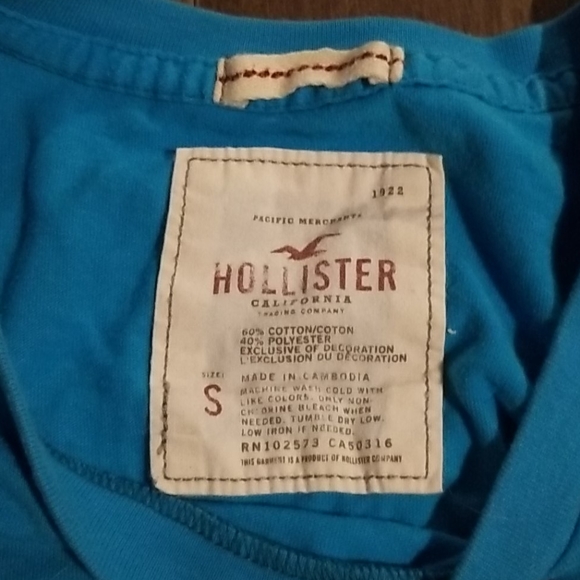 1922
PACIFIC MERCHANTS
HOLLISTER
CALIFORNIA
TRADING COMPANY
60% COTTON/COTON
40% POLYESTER
EXCLUSIVE OF DECORATION
L'EXCLUSION DU DÉCORATION
SIZE: S
MADE IN CAMBODIA
MACHINE WASH COLD WITH
LIKE COLORS. ONLY NON-
CHLORINE BLEACH WHEN
NEEDED. TUMBLE DRY LOW.
LOW IRON IF NEEDED.
RN102573 CA50316
THIS GARMENT IS A PRODUCT OF HOLLISTER COMPANY